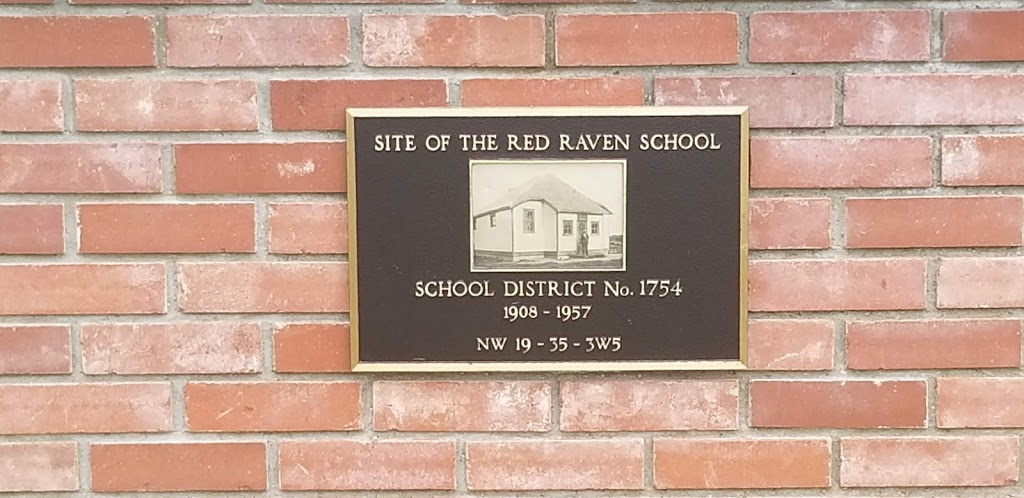 SITE OF THE RED RAVEN SCHOOL
SCHOOL DISTRICT No. 1754
1908 - 1957
NW 19 - 35 - 3W5